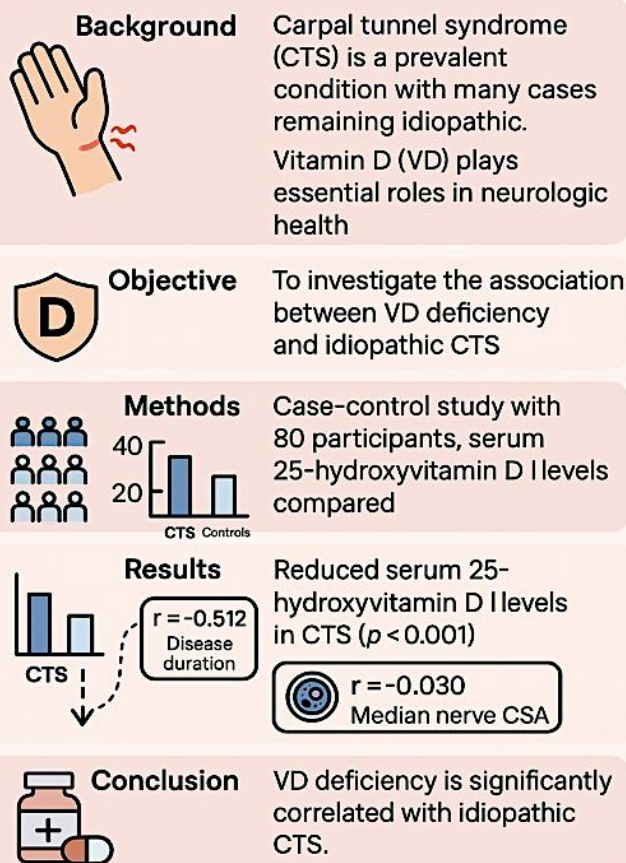 Background
Carpal tunnel syndrome
(CTS) is a prevalent
condition with many cases
remaining idiopathic.
Vitamin D (VD) plays
essential roles in neurologic
health
Objective
D
To investigate the association
between VD deficiency
and idiopathic CTS
Methods
40
20
CTS Controls
Case-control study with
80 participants, serum
25-hydroxyvitamin D l levels
compared
Results
CTS
r = -0.512
Disease
duration
Reduced serum 25-
hydroxyvitamin D l levels
in CTS (p < 0.001)
r = -0.030
Median nerve CSA
Conclusion
VD deficiency is significantly
correlated with idiopathic
CTS.